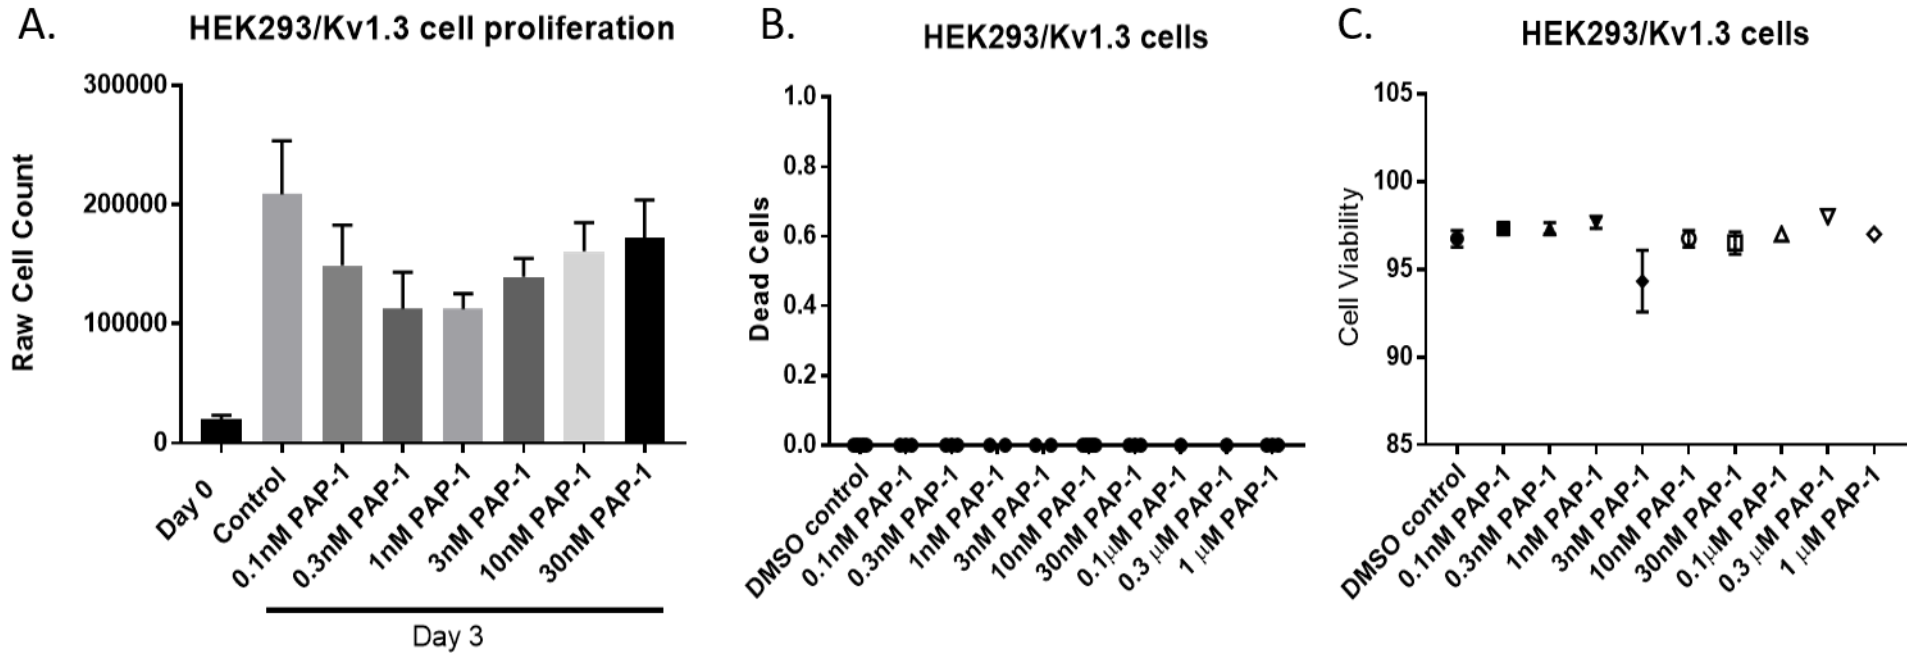 A.
HEK293/Kv1.3 cell proliferation
Raw Cell Count
300000
200000
100000
0
Day 0
Control
0.1nM PAP-1
0.3nM PAP-1
1nM PAP-1
3nM PAP-1
10nM PAP-1
30nM PAP-1
Day 3
B.
HEK293/Kv1.3 cells
Dead Cells
1.0
0.8
0.6
0.4
0.2
0.0
DMSO control
0.1nM PAP-1
0.3nM PAP-1
1nM PAP-1
3nM PAP-1
10nM PAP-1
30nM PAP-1
0.1μM PAP-1
0.3 μM PAP-1
1 μM PAP-1
C.
HEK293/Kv1.3 cells
Cell Viability
105
100
95
90
85
DMSO control
0.1nM PAP-1
0.3nM PAP-1
1nM PAP-1
3nM PAP-1
10nM PAP-1
30nM PAP-1
0.1μM PAP-1
0.3 μM PAP-1
1 μM PAP-1